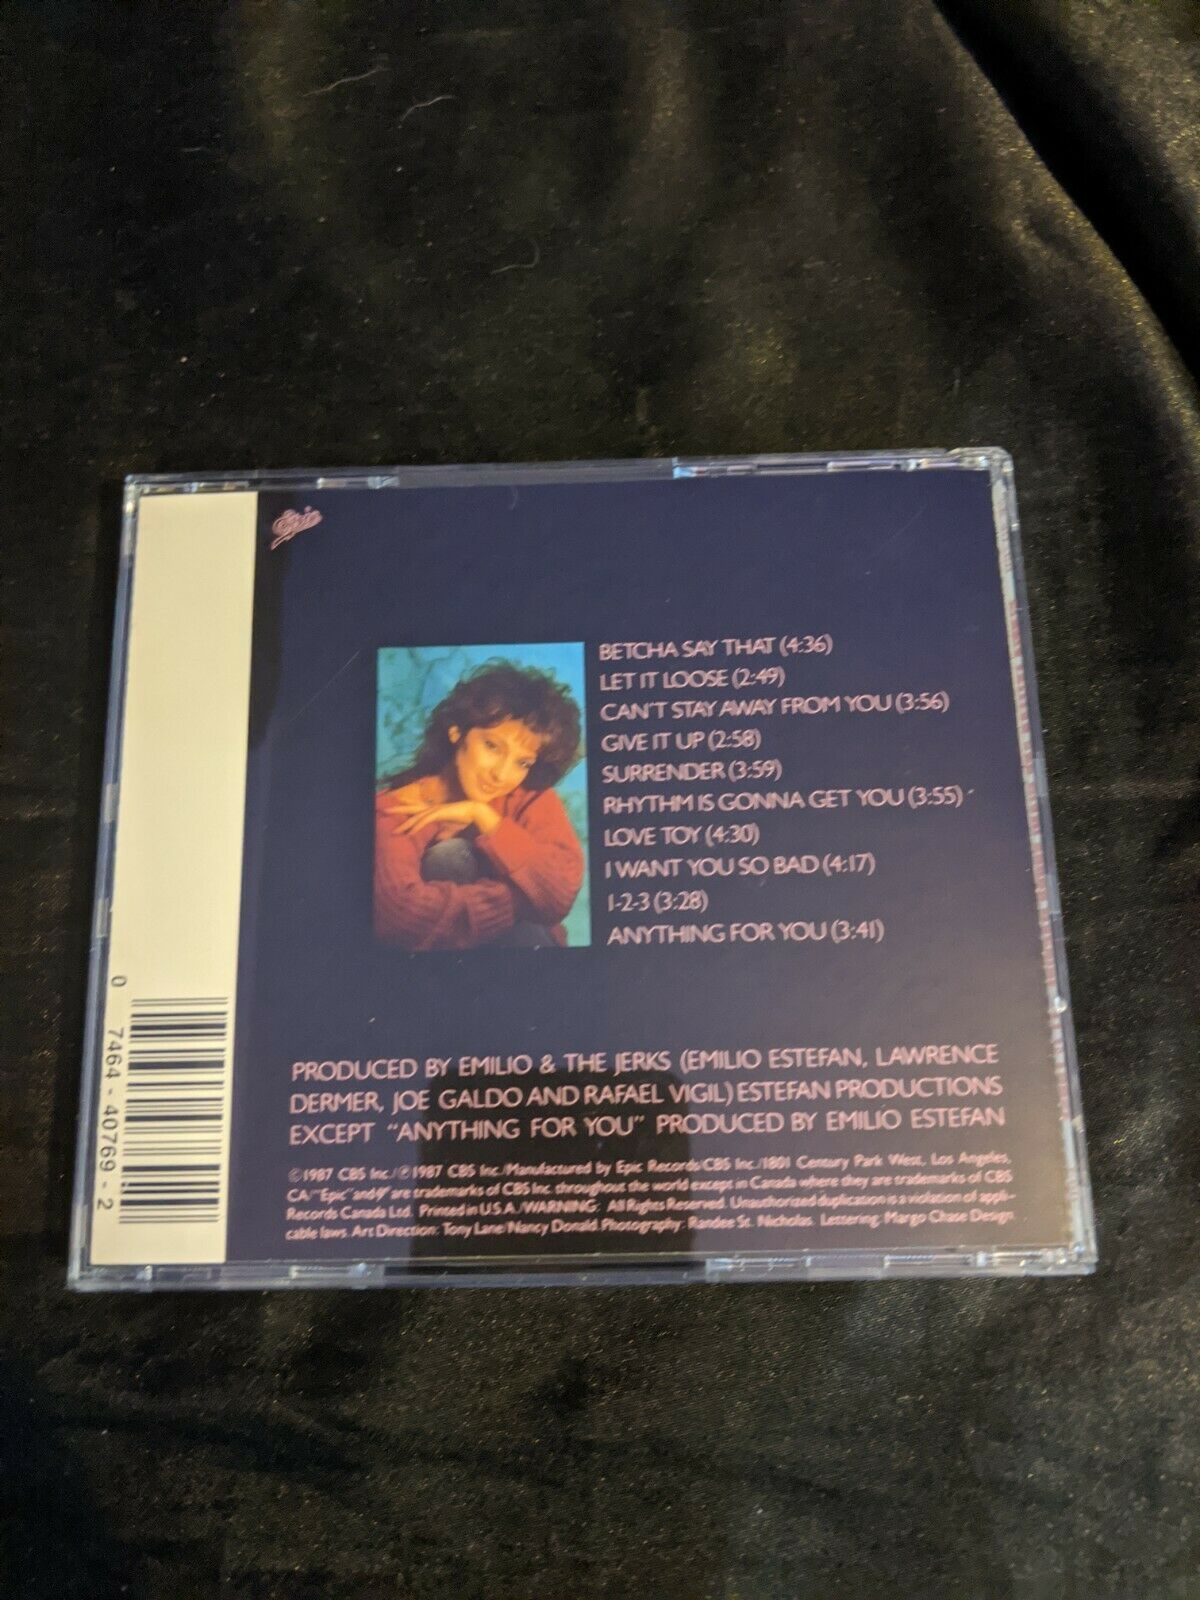 Epic
BETCHA SAY THAT (4:36)
LET IT LOOSE (2:49)
CAN'T STAY AWAY FROM YOU (3:56)
GIVE IT UP (2:58)
SURRENDER (3:59)
RHYTHM IS GONNA GET YOU (3:55)
LOVE TOY (4:30)
I WANT YOU SO BAD (4:17)
1-2-3 (3:28)
ANYTHING FOR YOU (3:41)
PRODUCED BY EMILIO & THE JERKS (EMILIO ESTEFAN, LAWRENCE
DERMER, JOE GALDO AND RAFAEL VIGIL) ESTEFAN PRODUCTIONS
EXCEPT "ANYTHING FOR YOU" PRODUCED BY EMILIO ESTEFAN
© 1987 CBS Inc./℗ 1987 CBS Inc./Manufactured by Epic Records/CBS Inc./1801 Century Park West, Los Angeles,
CA/"Epic" and are trademarks of CBS Inc. throughout the world except in Canada where they are trademarks of CBS
Records Canada Ltd. Printed in U.S.A./WARNING: All Rights Reserved. Unauthorized duplication is a violation of appli-
cable laws. Art Direction: Tony Lane/Nancy Donald. Photography: Randee St. Nicholas. Lettering: Margo Chase Design.
0 7464-40769-2